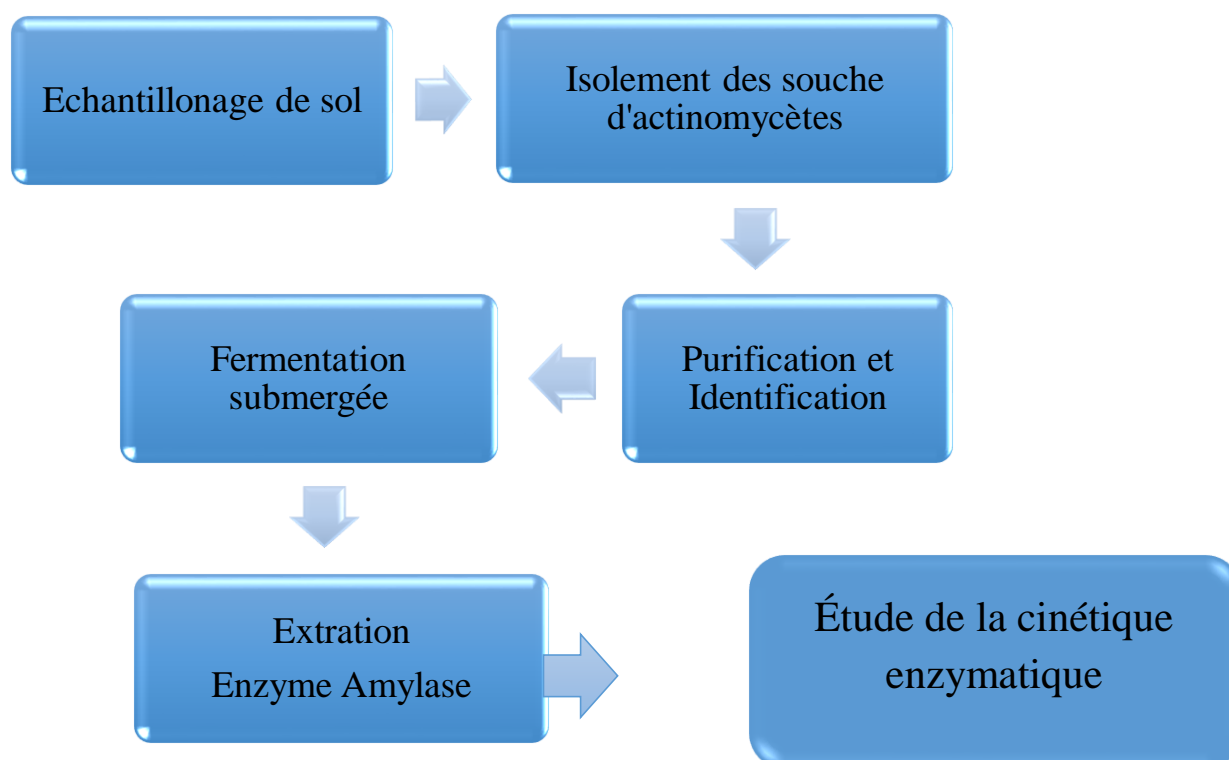 Echantillonage de sol
Isolement des souche
d'actinomycètes
Purification et
Identification
Fermentation
submergée
Extration
Enzyme Amylase
Étude de la cinétique
enzymatique